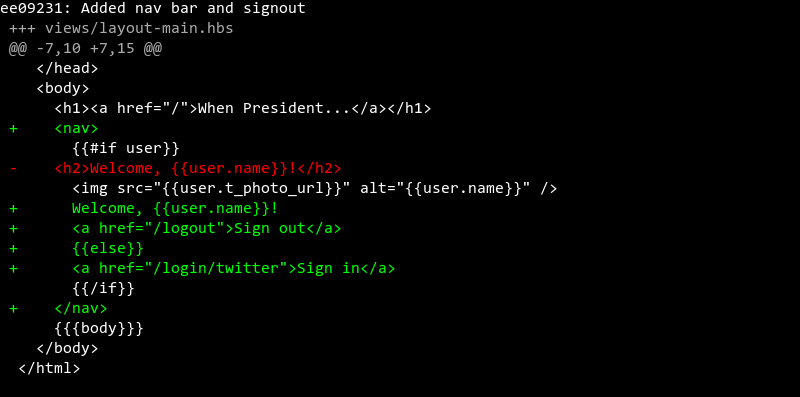 ee09231: Added nav bar and signout
 +++ views/layout-main.hbs
 @@ -7,10 +7,15 @@
    </head>
    <body>
      <h1><a href="/">When President...</a></h1>
 +    <nav>
        {{#if user}}
 -    <h2>Welcome, {{user.name}}!</h2>
        <img src="{{user.t_photo_url}}" alt="{{user.name}}" />
 +      Welcome, {{user.name}}!
 +      <a href="/logout">Sign out</a>
 +      {{else}}
 +      <a href="/login/twitter">Sign in</a>
        {{/if}}
 +    </nav>
      {{{body}}}
    </body>
  </html>